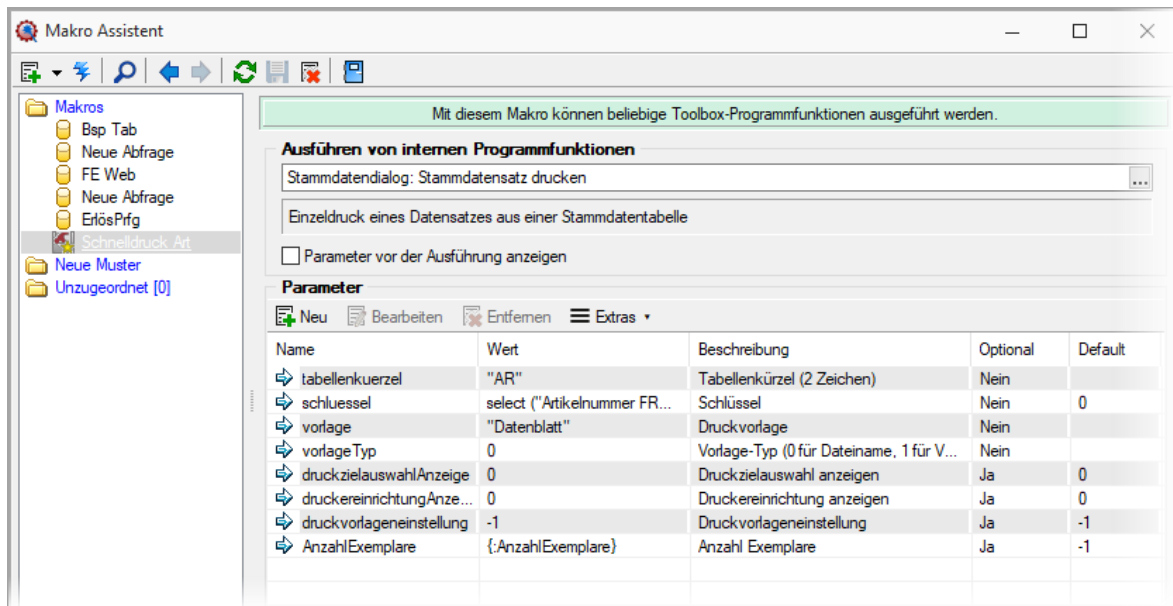 Makro Assistent
Makros
Bsp Tab
Neue Abfrage
FE Web
Neue Abfrage
ErlösPrfg
Schnelldruck Art
Neue Muster
Unzugeordnet [0]
Mit diesem Makro können beliebige Toolbox-Programmfunktionen ausgeführt werden.
Ausführen von internen Programmfunktionen
Stammdatendialog: Stammdatensatz drucken ...
Einzeldruck eines Datensatzes aus einer Stammdatentabelle
Parameter vor der Ausführung anzeigen
Parameter
Neu Bearbeiten Entfernen Extras
Name Wert Beschreibung Optional Default
tabellenkuerzel "AR" Tabellenkürzel (2 Zeichen) Nein
schluessel select ("Artikelnummer FR... Schlüssel Nein 0
vorlage "Datenblatt" Druckvorlage Nein
vorlageTyp 0 Vorlage-Typ (0 für Dateiname, 1 für V... Nein
druckzielauswahlAnzeige 0 Druckzielauswahl anzeigen Ja 0
druckereinrichtungAnze... 0 Druckereinrichtung anzeigen Ja 0
druckvorlageneinstellung -1 Druckvorlageneinstellung Ja -1
AnzahlExemplare {:AnzahlExemplare} Anzahl Exemplare Ja -1